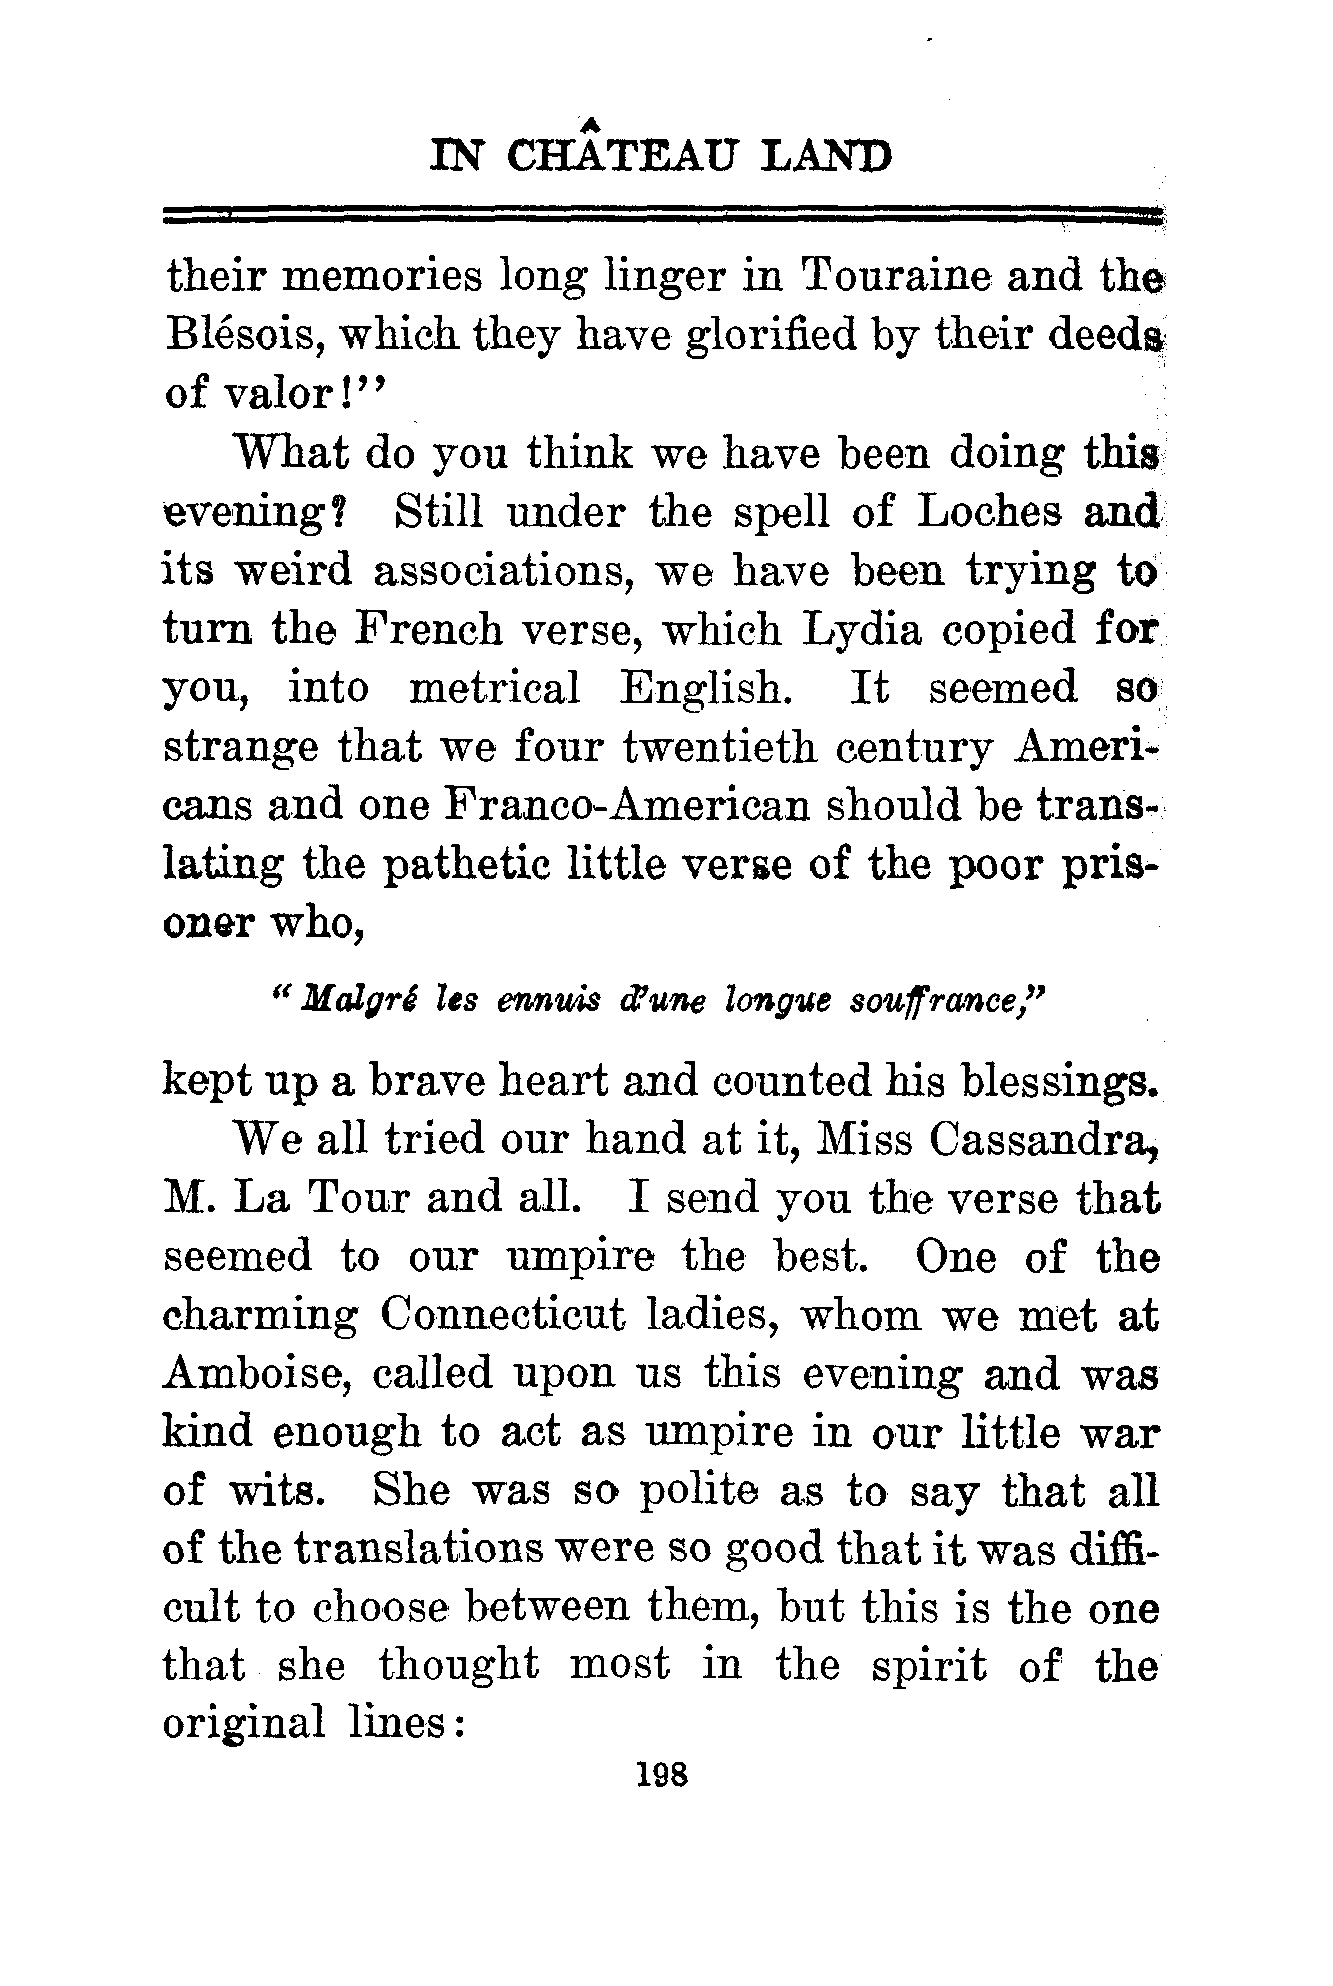 IN CHÂTEAU LAND
their memories long linger in Touraine and the
Blésois, which they have glorified by their deeds
of valor!''
What do you think we have been doing this
evening? Still under the spell of Loches and
its weird associations, we have been trying to
turn the French verse, which Lydia copied for
you, into metrical English. It seemed so
strange that we four twentieth century Ameri-
cans and one Franco-American should be trans-
lating the pathetic little verse of the poor pris-
oner who,
“Malgré les ennuis d’une longue souffrance,”
kept up a brave heart and counted his blessings.
We all tried our hand at it, Miss Cassandra,
M. La Tour and all. I send you the verse that
seemed to our umpire the best. One of the
charming Connecticut ladies, whom we met at
Amboise, called upon us this evening and was
kind enough to act as umpire in our little war
of wits. She was so polite as to say that all
of the translations were so good that it was diffi-
cult to choose between them, but this is the one
that she thought most in the spirit of the
original lines:
198